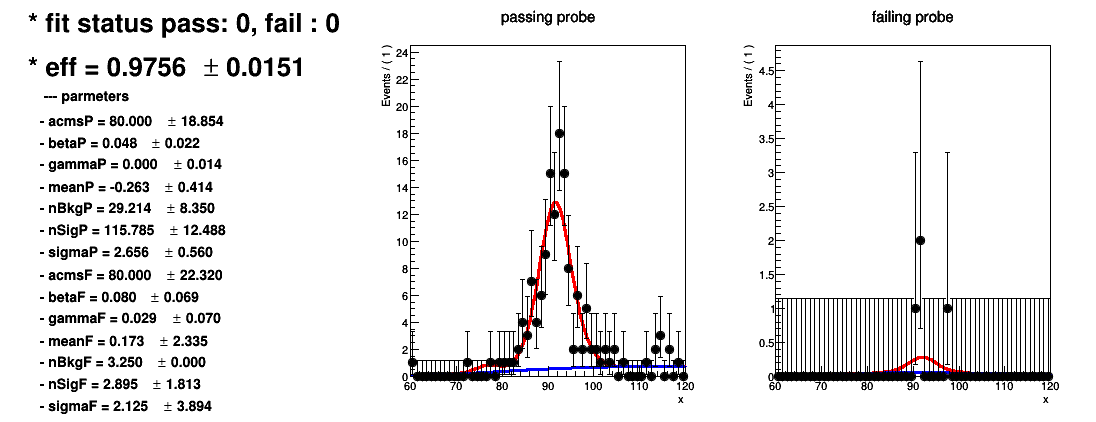 * fit status pass: 0, fail : 0
* eff = 0.9756 ± 0.0151
--- parmeters
- acmsP = 80.000 ± 18.854
- betaP = 0.048 ± 0.022
- gammaP = 0.000 ± 0.014
- meanP = -0.263 ± 0.414
- nBkgP = 29.214 ± 8.350
- nSigP = 115.785 ± 12.488
- sigmaP = 2.656 ± 0.560
- acmsF = 80.000 ± 22.320
- betaF = 0.080 ± 0.069
- gammaF = 0.029 ± 0.070
- meanF = 0.173 ± 2.335
- nBkgF = 3.250 ± 0.000
- nSigF = 2.895 ± 1.813
- sigmaF = 2.125 ± 3.894
passing probe
Events / ( 1 )
24
22
20
18
16
14
12
10
8
6
4
2
0
60 70 80 90 100 110 120
x
failing probe
Events / ( 1 )
4.5
4
3.5
3
2.5
2
1.5
1
0.5
0
60 70 80 90 100 110 120
x